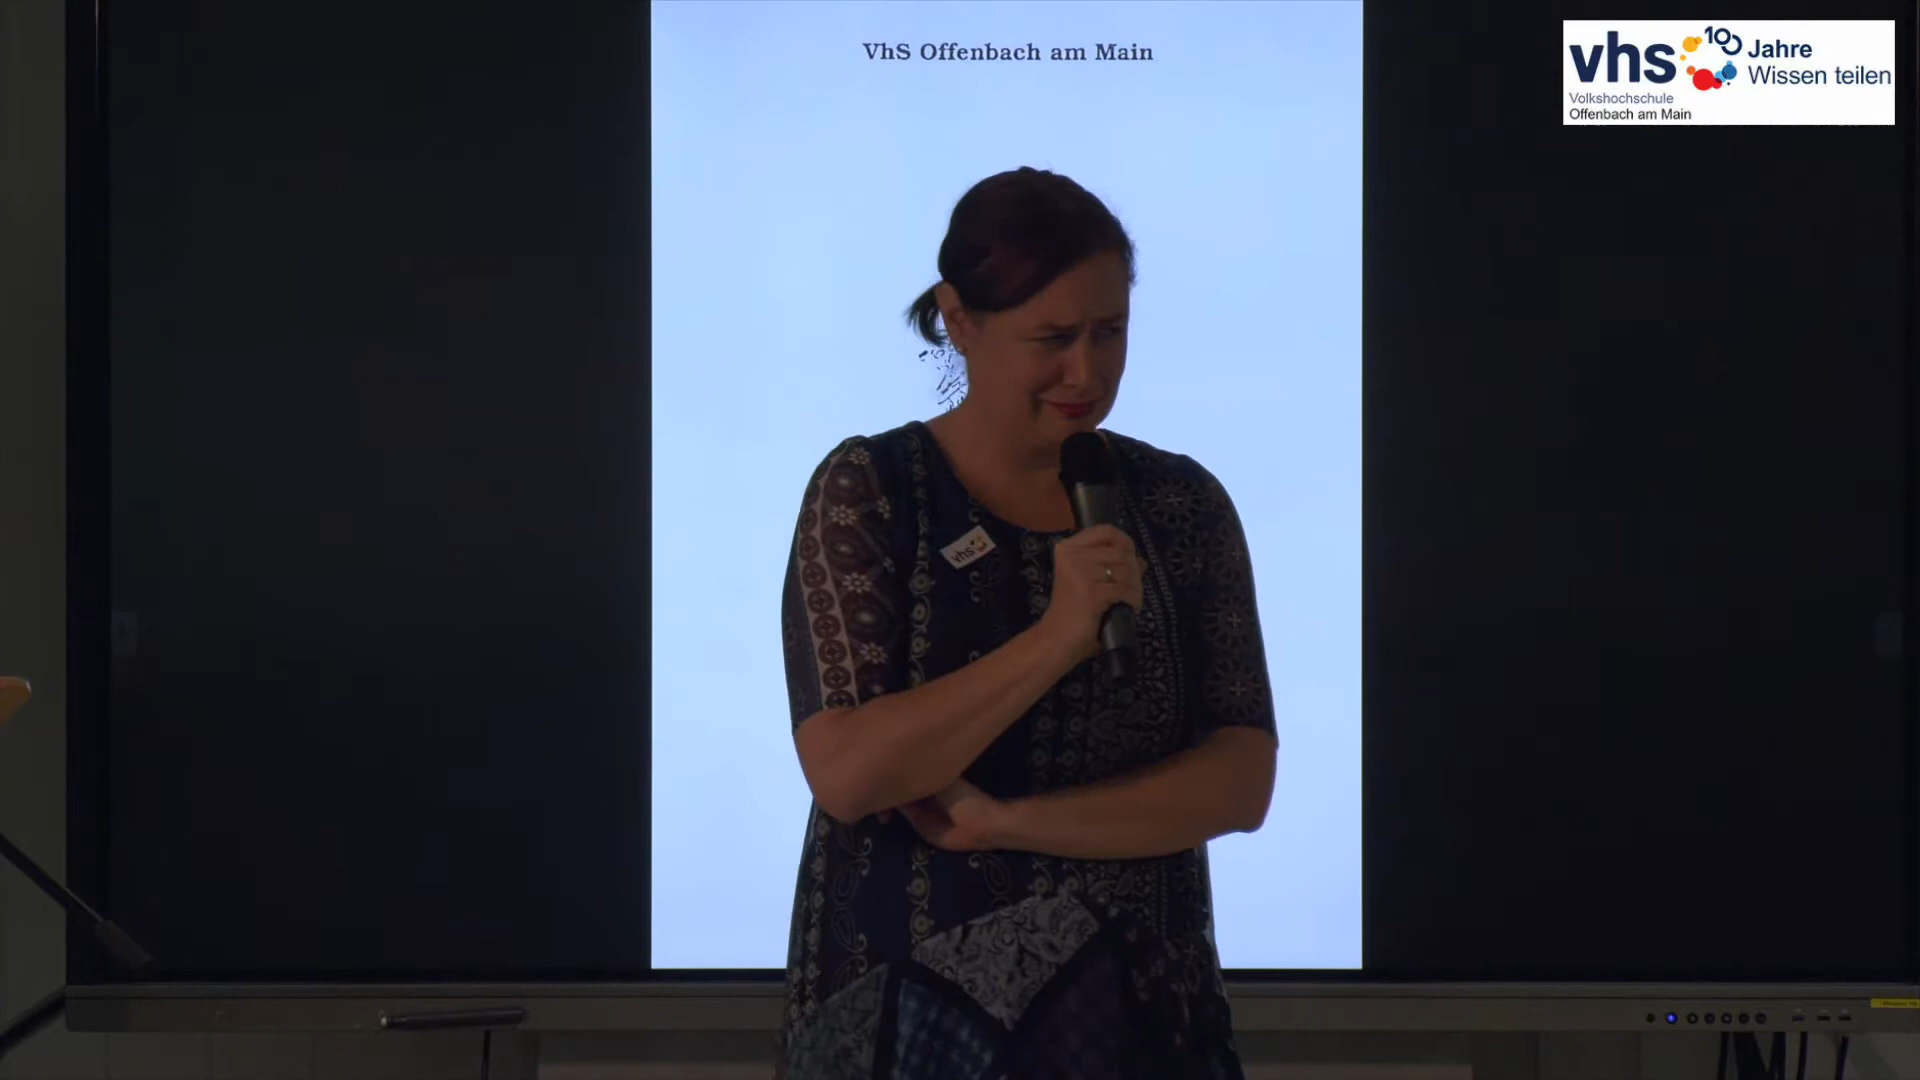 VhS Offenbach am Main
vhs 100 Jahre
Wissen teilen
Volkshochschule
Offenbach am Main
vhs